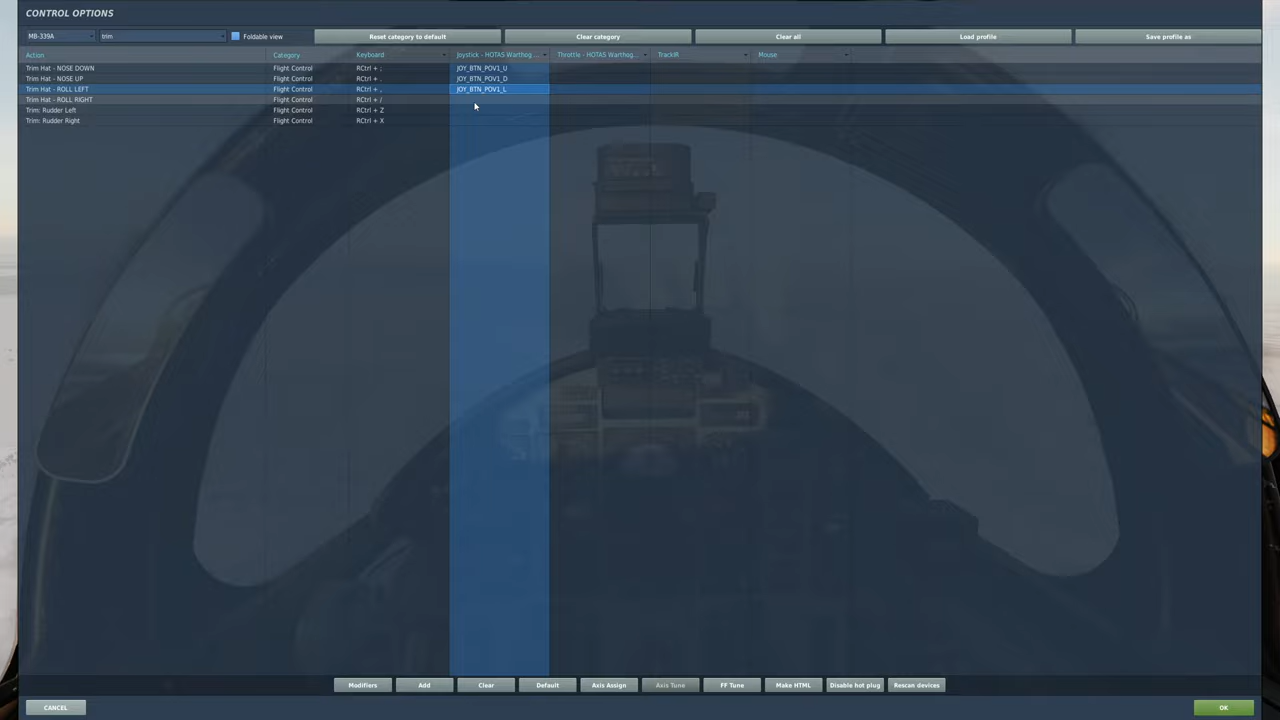 CONTROL OPTIONS
MB-339A trim Foldable view Reset category to default Clear category Clear all Load profile Save profile as
Action Category Keyboard Joystick - HOTAS Warthog ... Throttle - HOTAS Warthog... TrackIR Mouse
Trim Hat - NOSE DOWN Flight Control RCtrl + ; JOY_BTN_POV1_U
Trim Hat - NOSE UP Flight Control RCtrl + . JOY_BTN_POV1_D
Trim Hat - ROLL LEFT Flight Control RCtrl + , JOY_BTN_POV1_L
Trim Hat - ROLL RIGHT Flight Control RCtrl + /
Trim: Rudder Left Flight Control RCtrl + Z
Trim: Rudder Right Flight Control RCtrl + X
Modifiers Add Clear Default Axis Assign Axis Tune FF Tune Make HTML Disable hot plug Rescan devices
CANCEL OK